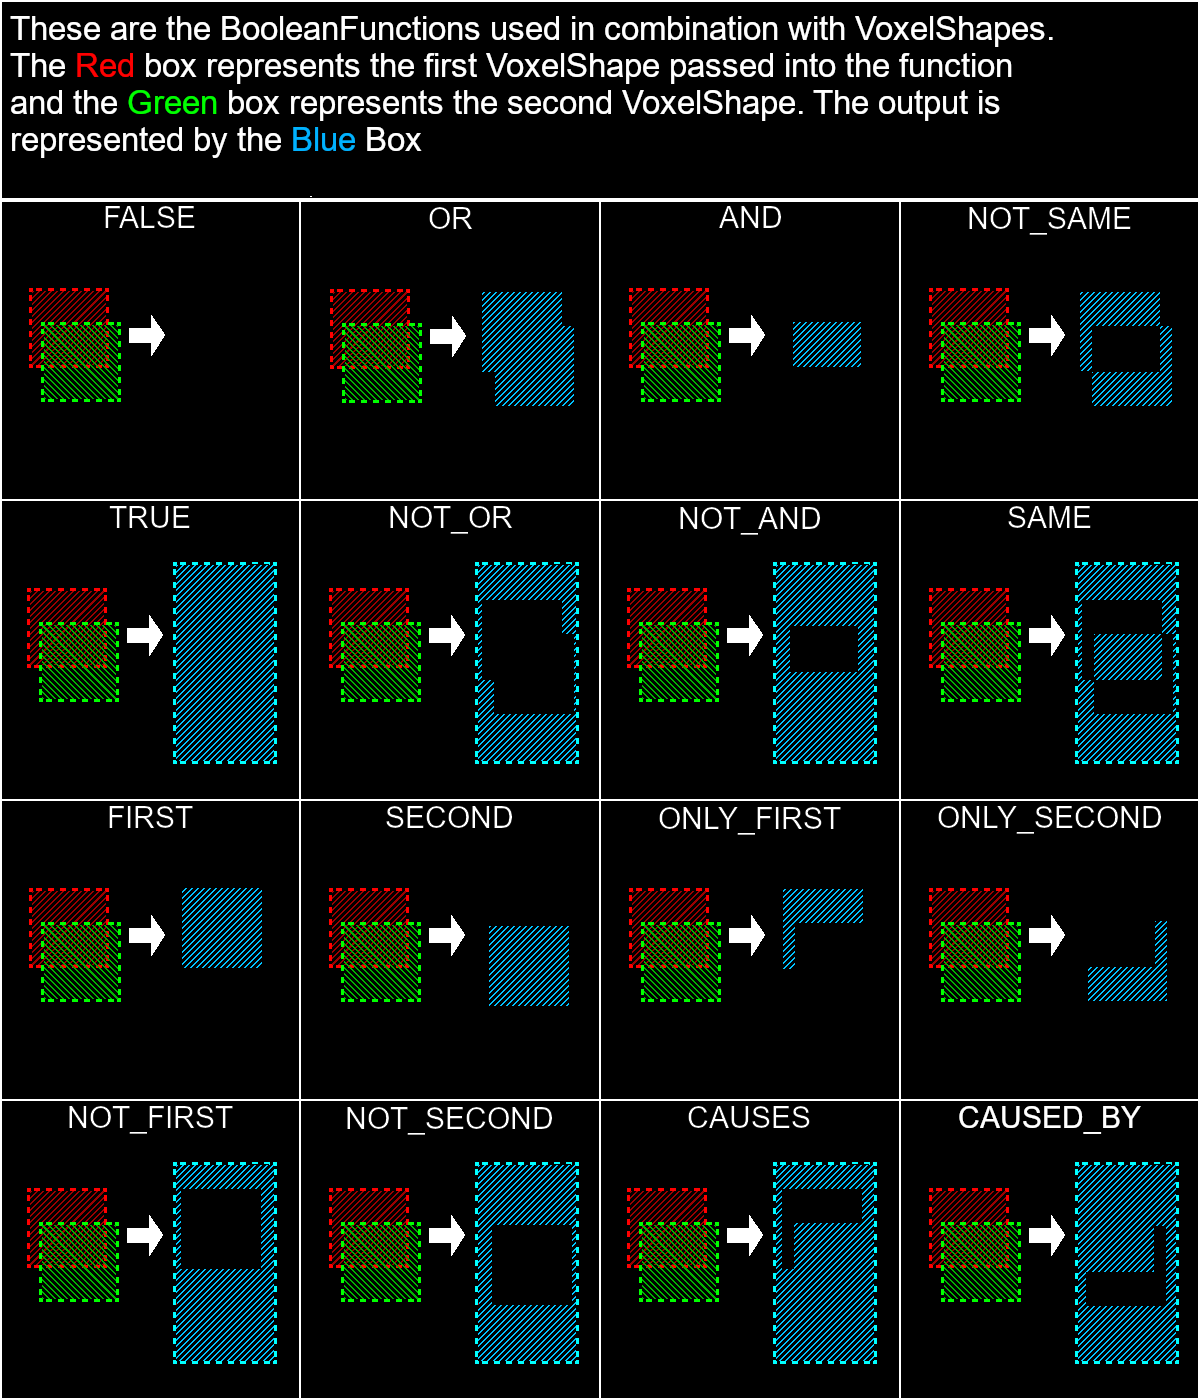 These are the BooleanFunctions used in combination with VoxelShapes.
The Red box represents the first VoxelShape passed into the function
and the Green box represents the second VoxelShape. The output is
represented by the Blue Box
FALSE
OR
AND
NOT_SAME
TRUE
NOT_OR
NOT_AND
SAME
FIRST
SECOND
ONLY_FIRST
ONLY_SECOND
NOT_FIRST
NOT_SECOND
CAUSES
CAUSED_BY